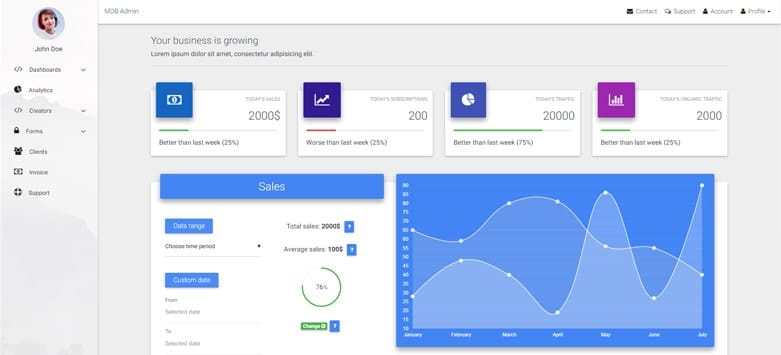 MDB Admin
Contact Support Account Profile
John Doe
Dashboards
Analytics
Creators
Forms
Clients
Invoice
Support
Your business is growing
Lorem ipsum dolor sit amet, consectetur adipisicing elit.
TODAY'S SALES
2000$
Better than last week (25%)
TODAY'S SUBSCRIPTIONS
200
Worse than last week (25%)
TODAY'S TRAFFIC
20000
Better than last week (75%)
TODAY'S ORGANIC TRAFFIC
2000
Better than last week (25%)
Sales
Data range
Choose time period
Custom date
From
Selected date
To
Selected date
Total sales: 2000$ ?
Average sales: 100$ ?
76%
Change ?
90
85
80
75
70
65
60
55
50
45
40
35
30
25
20
15
10
January February March April May June July